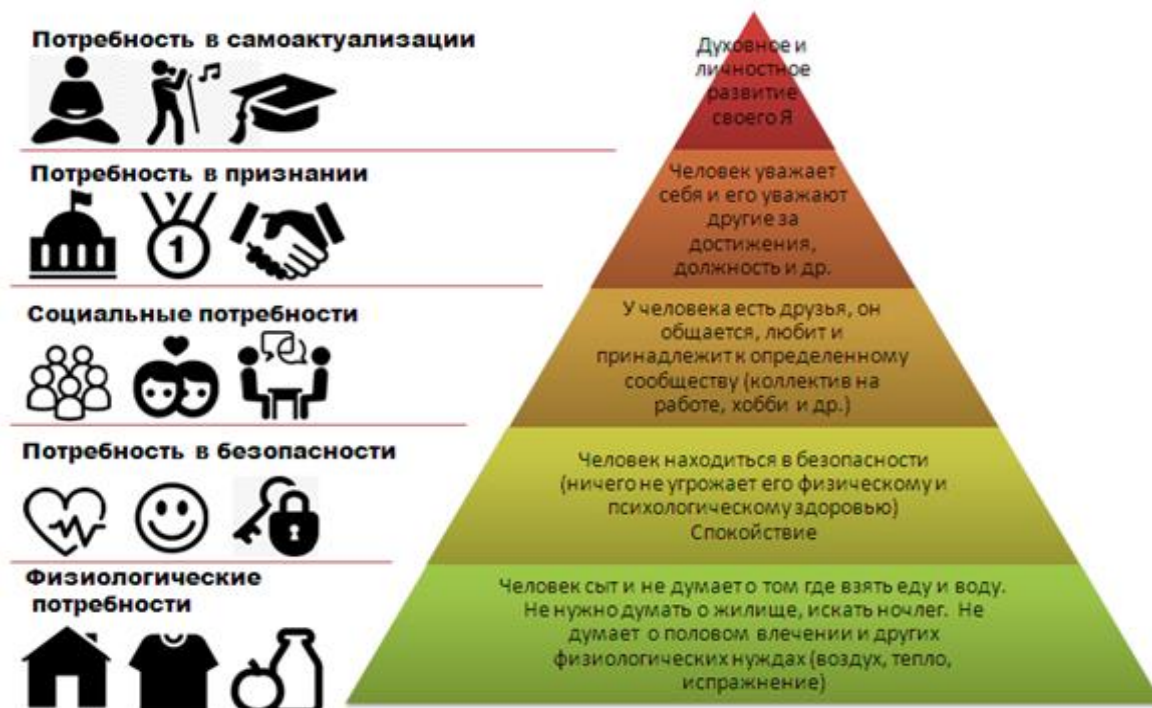 Потребность в самоактуализации
Духовное и
личностное
развитие
своего Я
Потребность в признании
1
Человек уважает
себя и его уважают
другие за
достижения,
должность и др.
Социальные потребности
У человека есть друзья, он
общается, любит и
принадлежит к определенному
сообществу (коллектив на
работе, хобби и др.)
Потребность в безопасности
Человек находиться в безопасности
(ничего не угрожает его физическому и
психологическому здоровью)
Спокойствие
Физиологические
потребности
Человек сыт и не думает о том где взять еду и воду.
Не нужно думать о жилище, искать ночлег. Не
думает о половом влечении и других
физиологических нуждах (воздух, тепло,
испражнение)